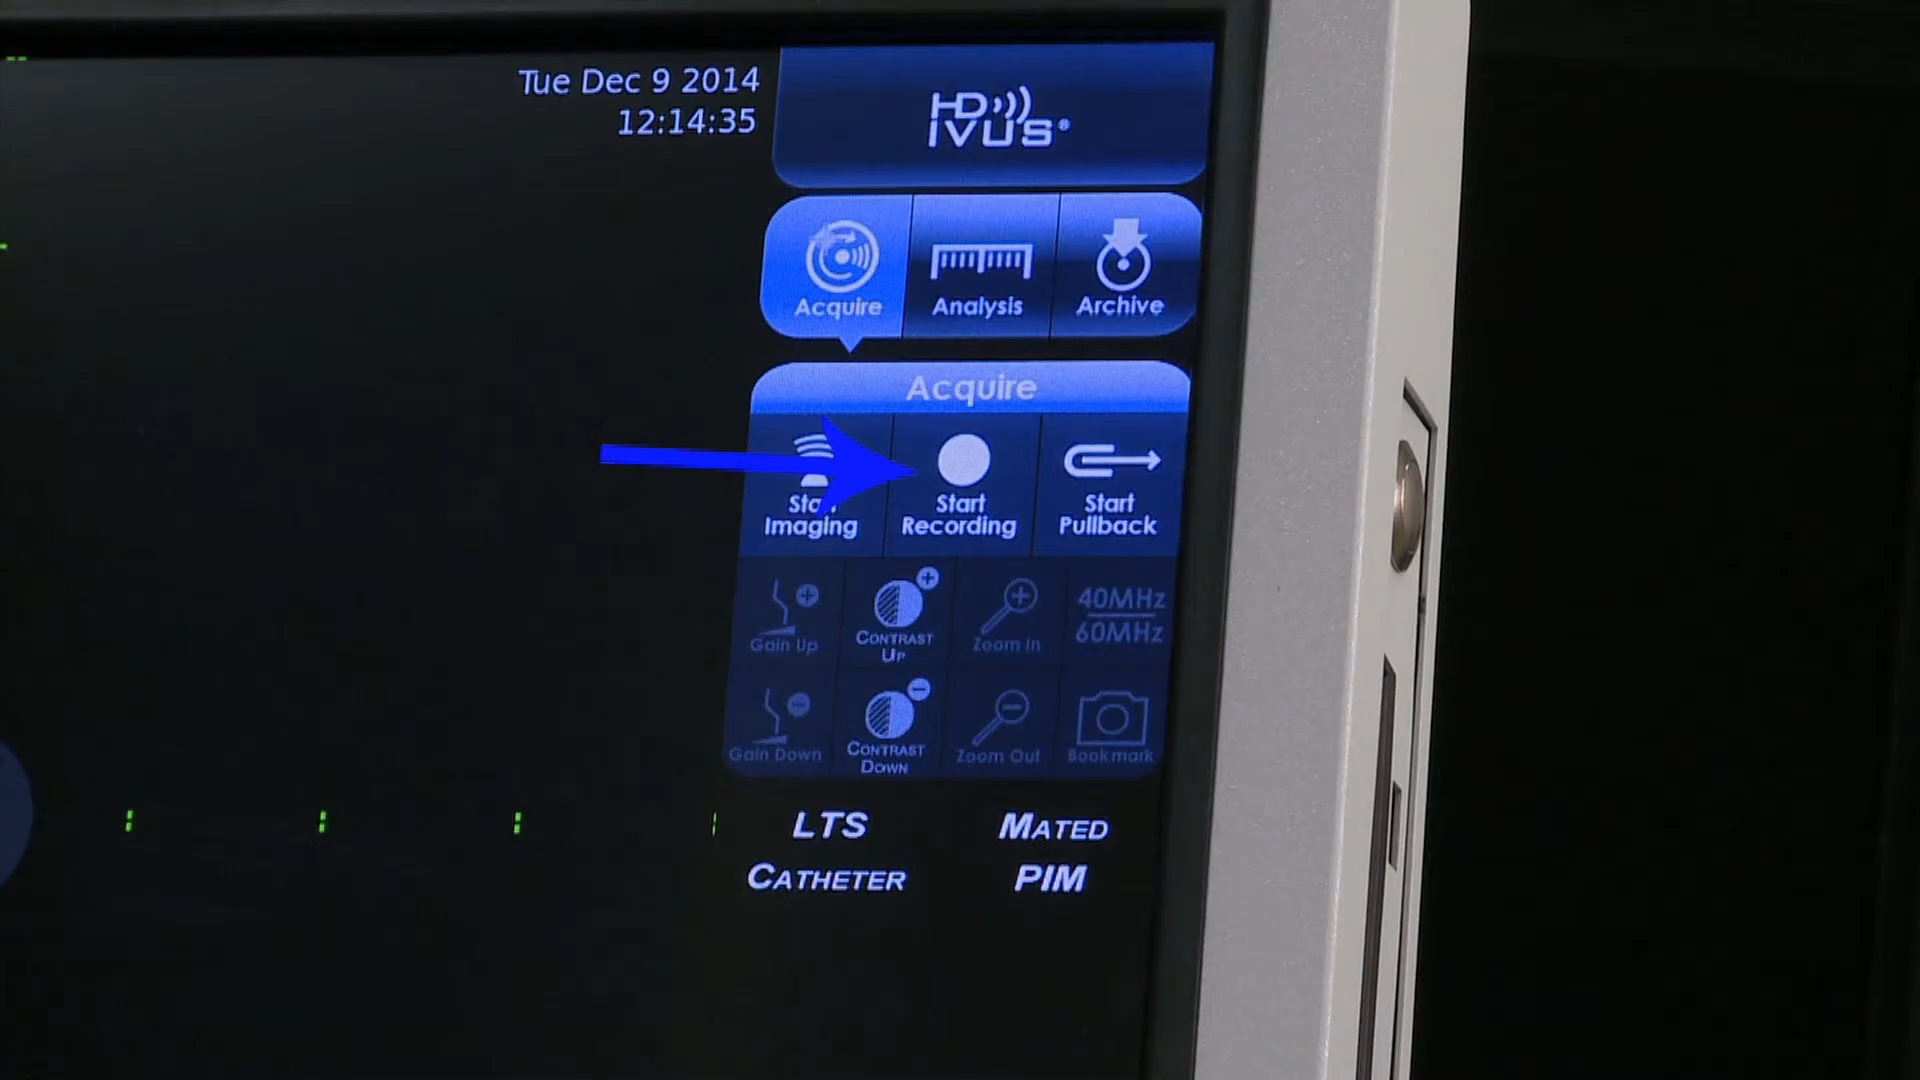 Tue Dec 9 2014
12:14:35
HD
IVUS®
Acquire
Analysis
Archive
Acquire
Start
Imaging
Start
Recording
Start
Pullback
Gain Up
CONTRAST
UP
Zoom In
40MHz
60MHz
Gain Down
CONTRAST
DOWN
Zoom Out
Bookmark
LTS
CATHETER
MATED
PIM